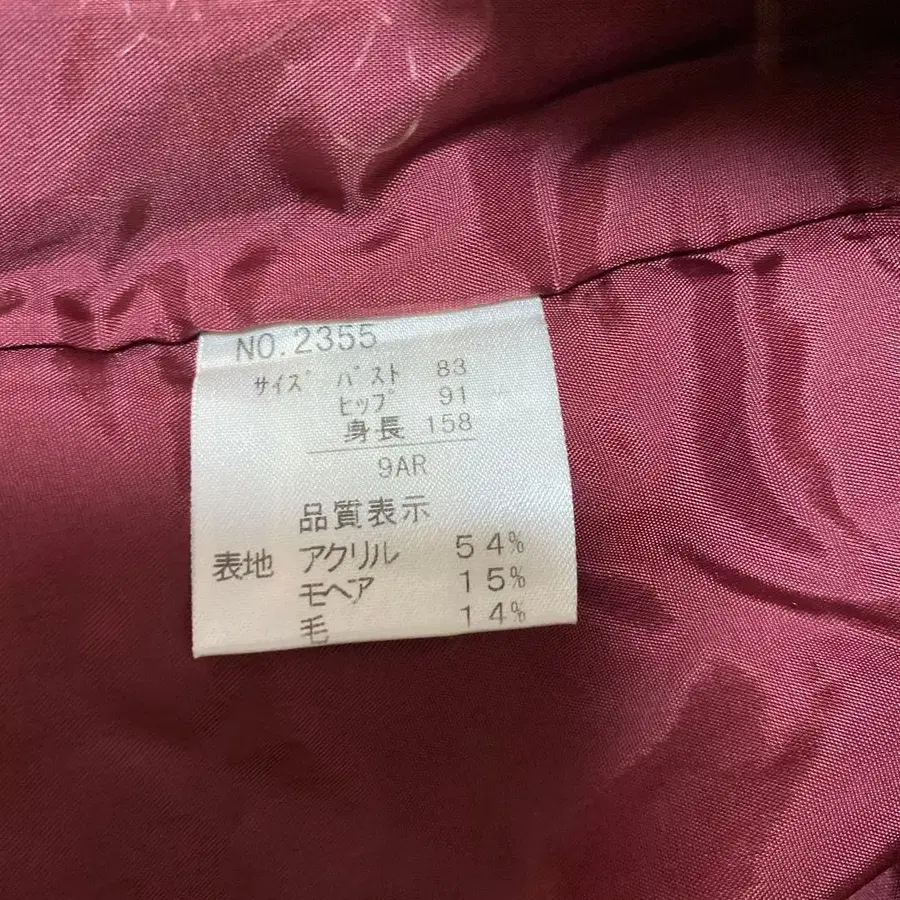 NO.2355
サイズ バスト 83
ヒップ 91
身長 158
9AR
品質表示
表地 アクリル 54%
モヘア 15%
毛 14%